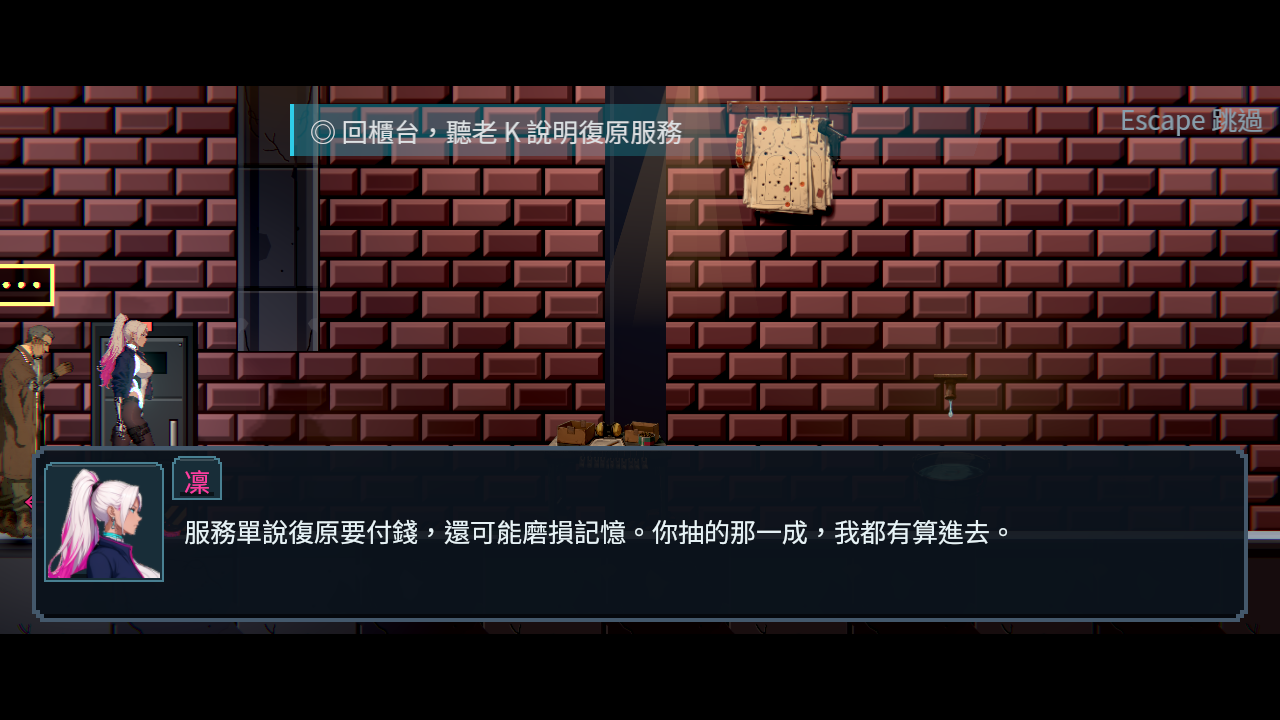 ◎ 回櫃台，聽老 K 說明復原服務
Escape 跳過
凜
服務單說復原要付錢，還可能磨損記憶。你抽的那一成，我都有算進去。